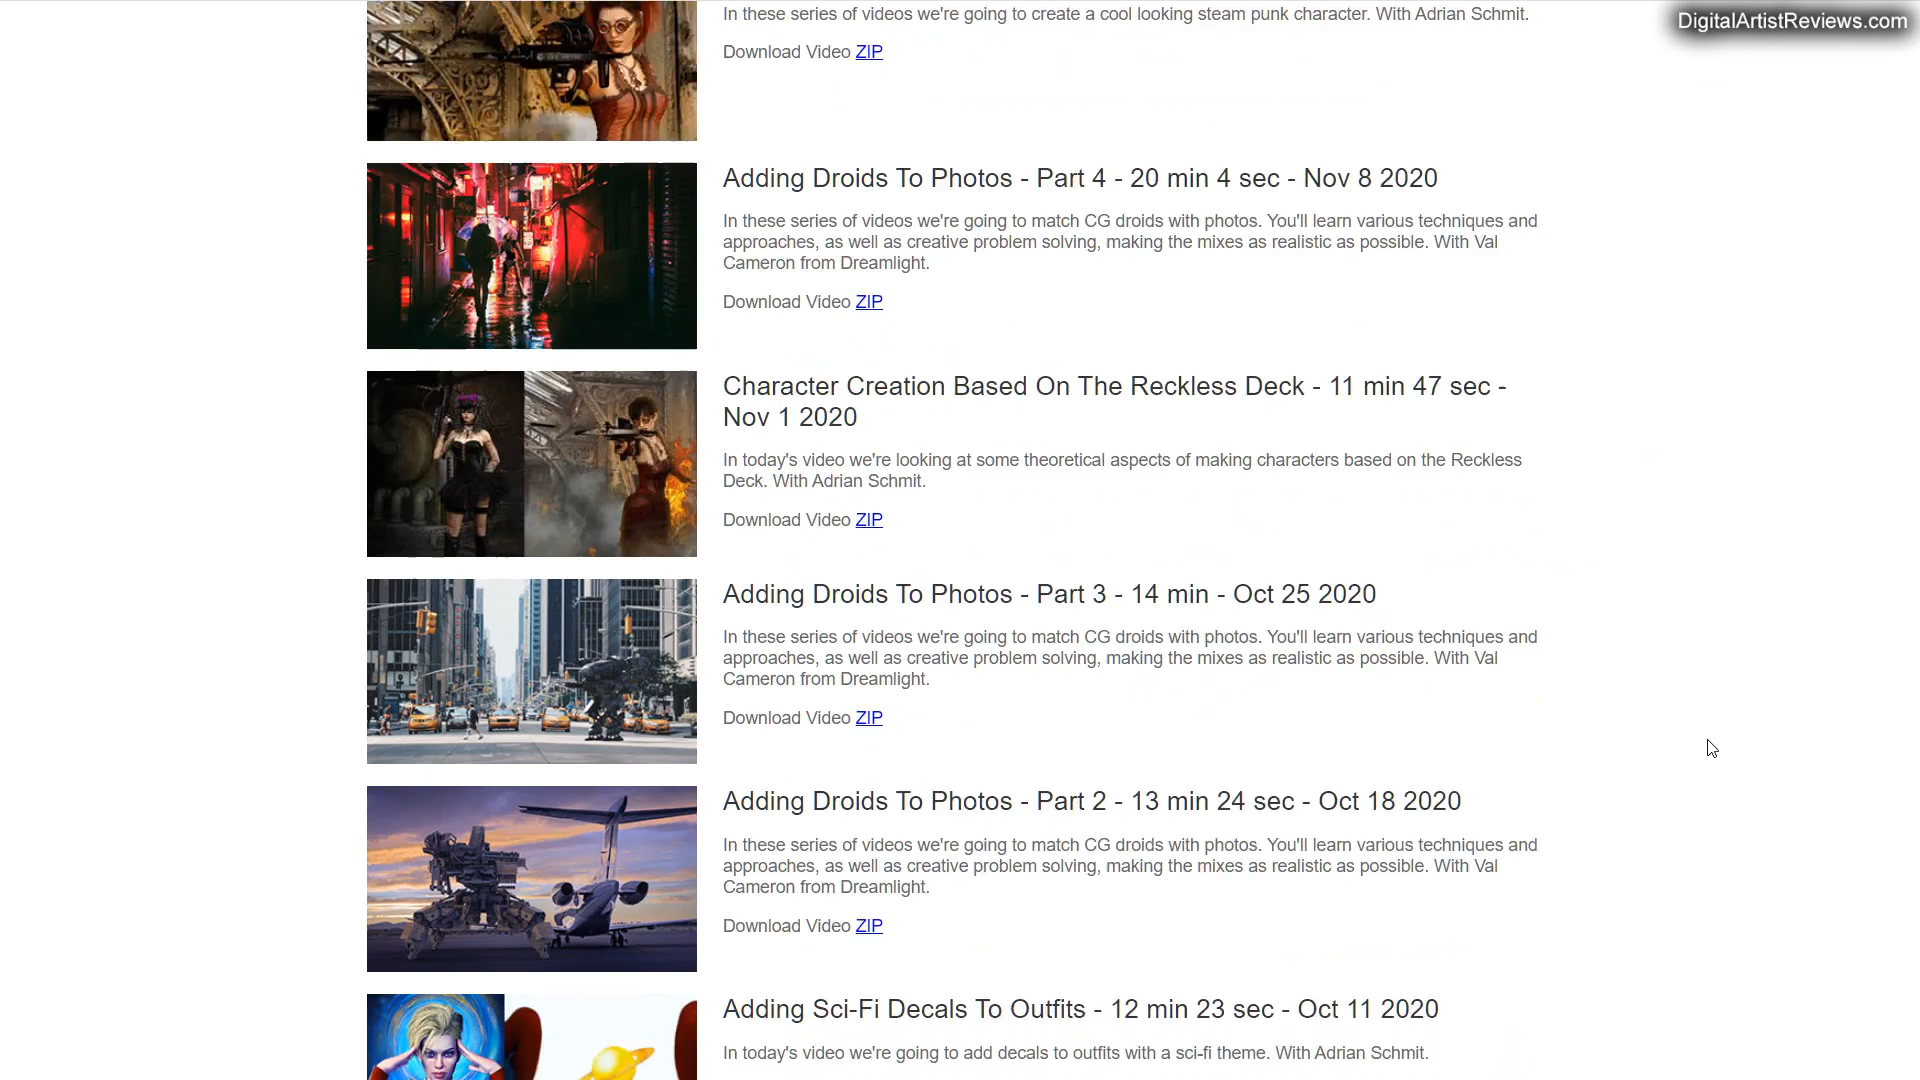 DigitalArtistReviews.com
In these series of videos we're going to create a cool looking steam punk character. With Adrian Schmit.
Download Video ZIP
Adding Droids To Photos - Part 4 - 20 min 4 sec - Nov 8 2020
In these series of videos we're going to match CG droids with photos. You'll learn various techniques and
approaches, as well as creative problem solving, making the mixes as realistic as possible. With Val
Cameron from Dreamlight.
Download Video ZIP
Character Creation Based On The Reckless Deck - 11 min 47 sec -
Nov 1 2020
In today's video we're looking at some theoretical aspects of making characters based on the Reckless
Deck. With Adrian Schmit.
Download Video ZIP
Adding Droids To Photos - Part 3 - 14 min - Oct 25 2020
In these series of videos we're going to match CG droids with photos. You'll learn various techniques and
approaches, as well as creative problem solving, making the mixes as realistic as possible. With Val
Cameron from Dreamlight.
Download Video ZIP
Adding Droids To Photos - Part 2 - 13 min 24 sec - Oct 18 2020
In these series of videos we're going to match CG droids with photos. You'll learn various techniques and
approaches, as well as creative problem solving, making the mixes as realistic as possible. With Val
Cameron from Dreamlight.
Download Video ZIP
Adding Sci-Fi Decals To Outfits - 12 min 23 sec - Oct 11 2020
In today's video we're going to add decals to outfits with a sci-fi theme. With Adrian Schmit.